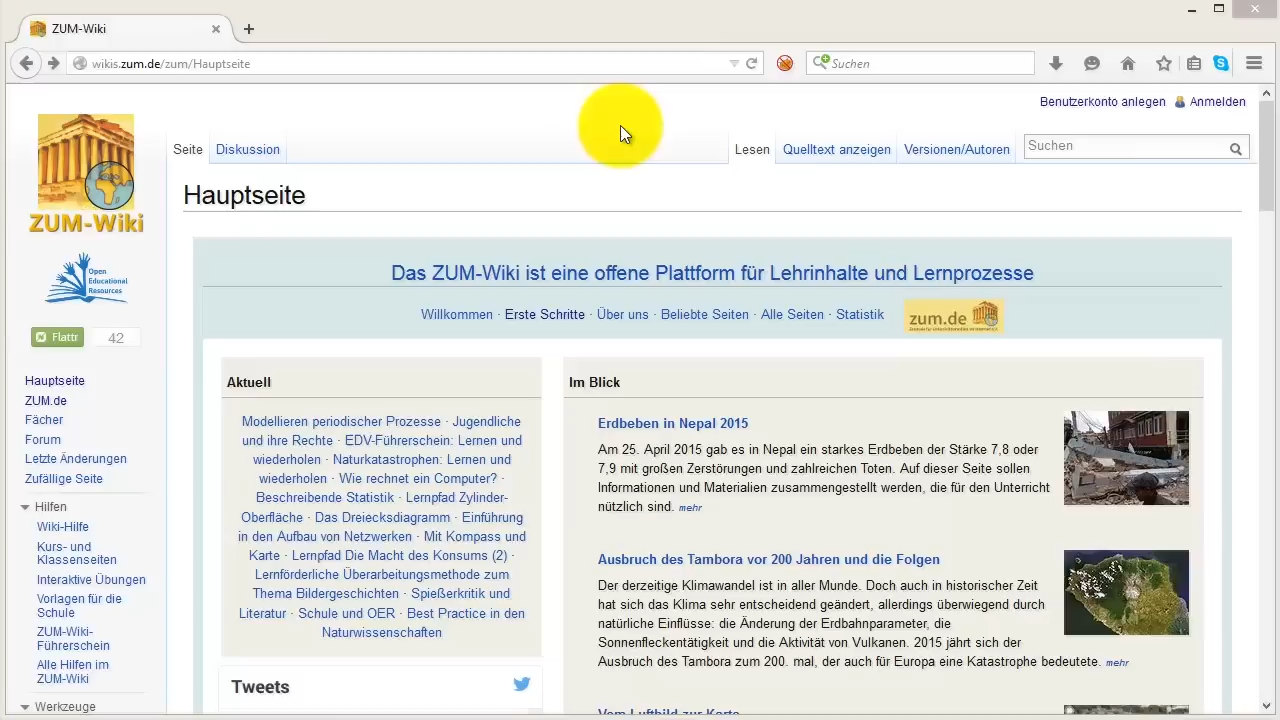 ZUM-Wiki
wikis.zum.de/zum/Hauptseite
Suchen
Benutzerkonto anlegen Anmelden
Seite Diskussion Lesen Quelltext anzeigen Versionen/Autoren Suchen
ZUM-Wiki
Open
Educational
Resources
Flattr 42
Hauptseite
ZUM.de
Fächer
Forum
Letzte Änderungen
Zufällige Seite
Hilfen
Wiki-Hilfe
Kurs- und
Klassenseiten
Interaktive Übungen
Vorlagen für die
Schule
ZUM-Wiki-
Führerschein
Alle Hilfen im
ZUM-Wiki
Werkzeuge
Hauptseite
Das ZUM-Wiki ist eine offene Plattform für Lehrinhalte und Lernprozesse
Willkommen · Erste Schritte · Über uns · Beliebte Seiten · Alle Seiten · Statistik
zum.de
Aktuell
Modellieren periodischer Prozesse · Jugendliche
und ihre Rechte · EDV-Führerschein: Lernen und
wiederholen · Naturkatastrophen: Lernen und
wiederholen · Wie rechnet ein Computer? ·
Beschreibende Statistik · Lernpfad Zylinder-
Oberfläche · Das Dreiecksdiagramm · Einführung
in den Aufbau von Netzwerken · Mit Kompass und
Karte · Lernpfad Die Macht des Konsums (2) ·
Lernförderliche Überarbeitungsmethode zum
Thema Bildergeschichten · Spießerkritik und
Literatur · Schule und OER · Best Practice in den
Naturwissenschaften
Tweets
Im Blick
Erdbeben in Nepal 2015
Am 25. April 2015 gab es in Nepal ein starkes Erdbeben der Stärke 7,8 oder
7,9 mit großen Zerstörungen und zahlreichen Toten. Auf dieser Seite sollen
Informationen und Materialien zusammengestellt werden, die für den Unterricht
nützlich sind. mehr
Ausbruch des Tambora vor 200 Jahren und die Folgen
Der derzeitige Klimawandel ist in aller Munde. Doch auch in historischer Zeit
hat sich das Klima sehr entscheidend geändert, allerdings überwiegend durch
natürliche Einflüsse: die Änderung der Erdbahnparameter, die
Sonnenfleckentätigkeit und die Aktivität von Vulkanen. 2015 jährt sich der
Ausbruch des Tambora zum 200. mal, der auch für Europa eine Katastrophe bedeutete. mehr
Vom Luftbild zur Karte